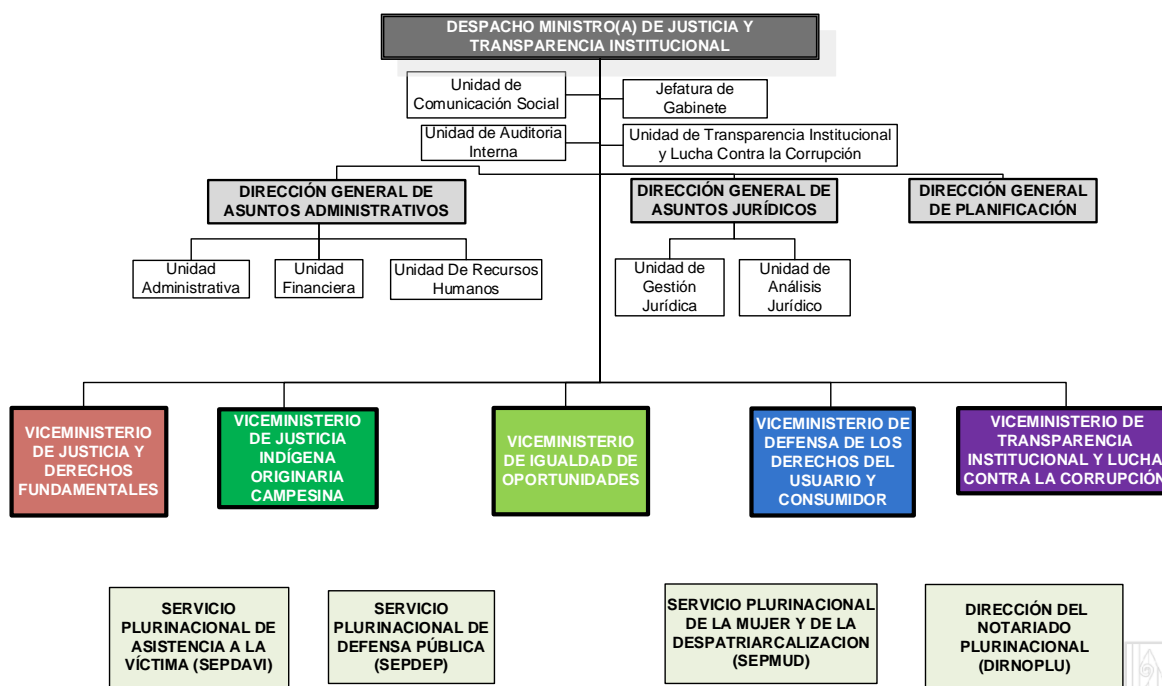 DESPACHO MINISTRO(A) DE JUSTICIA Y
TRANSPARENCIA INSTITUCIONAL
Unidad de
Comunicación Social
Jefatura de
Gabinete
Unidad de Auditoria
Interna
Unidad de Transparencia Institucional
y Lucha Contra la Corrupción
DIRECCIÓN GENERAL DE
ASUNTOS ADMINISTRATIVOS
DIRECCIÓN GENERAL DE
ASUNTOS JURÍDICOS
DIRECCIÓN GENERAL
DE PLANIFICACIÓN
Unidad
Administrativa
Unidad
Financiera
Unidad De Recursos
Humanos
Unidad de
Gestión
Jurídica
Unidad de
Análisis
Jurídico
VICEMINISTERIO
DE JUSTICIA Y
DERECHOS
FUNDAMENTALES
VICEMINISTERIO
DE JUSTICIA
INDÍGENA
ORIGINARIA
CAMPESINA
VICEMINISTERIO
DE IGUALDAD DE
OPORTUNIDADES
VICEMINISTERIO DE
DEFENSA DE LOS
DERECHOS DEL
USUARIO Y
CONSUMIDOR
VICEMINISTERIO DE
TRANSPARENCIA
INSTITUCIONAL Y LUCHA
CONTRA LA CORRUPCIÓN
SERVICIO
PLURINACIONAL DE
ASISTENCIA A LA
VÍCTIMA (SEPDAVI)
SERVICIO
PLURINACIONAL DE
DEFENSA PÚBLICA
(SEPDEP)
SERVICIO PLURINACIONAL
DE LA MUJER Y DE LA
DESPATRIARCALIZACION
(SEPMUD)
DIRECCIÓN DEL
NOTARIADO
PLURINACIONAL
(DIRNOPLU)